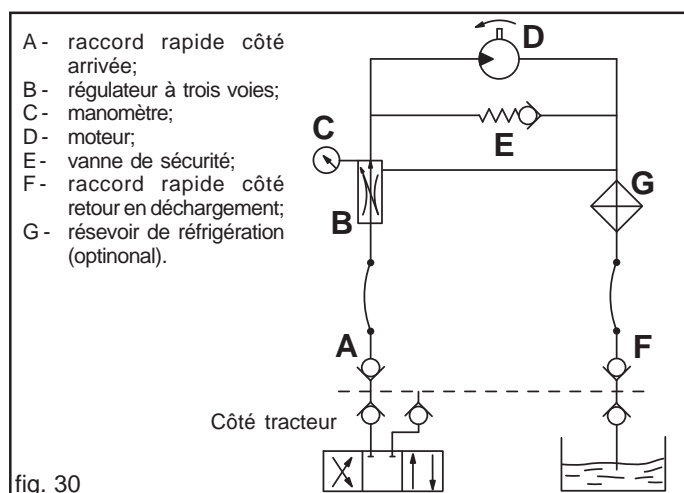 A - raccord rapide côté
arrivée;
B - régulateur à trois voies;
C - manomètre;
D - moteur;
E - vanne de sécurité;
F - raccord rapide côté
retour en déchargement;
G - résevoir de réfrigération
(optinonal).
D
C
E
G
B
A
F
Côté tracteur
fig. 30